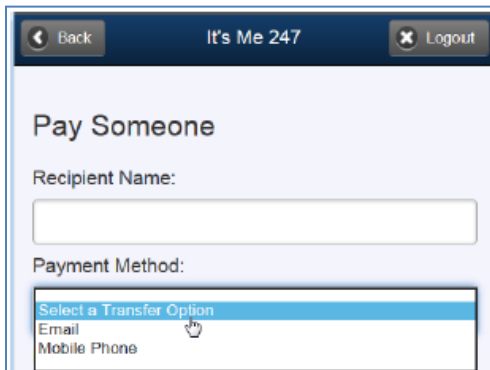 Back It's Me 247 Logout
Pay Someone
Recipient Name:
Payment Method:
Select a Transfer Option
Email
Mobile Phone